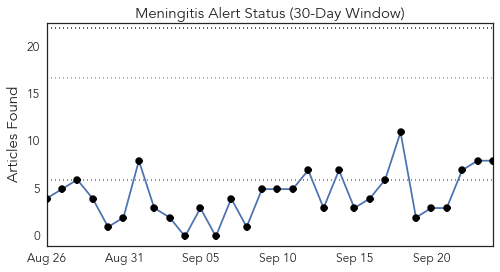 Meningitis Alert Status (30-Day Window)
Articles Found
20
15
10
5
0
Aug 26 Aug 31 Sep 05 Sep 10 Sep 15 Sep 20